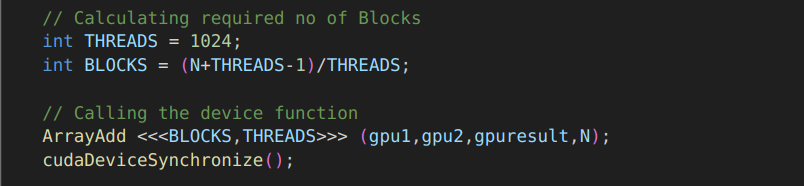 // Calculating required no of Blocks
int THREADS = 1024;
int BLOCKS = (N+THREADS-1)/THREADS;
// Calling the device function
ArrayAdd <<<BLOCKS,THREADS>>> (gpu1,gpu2,gpuresult,N);
cudaDeviceSynchronize();